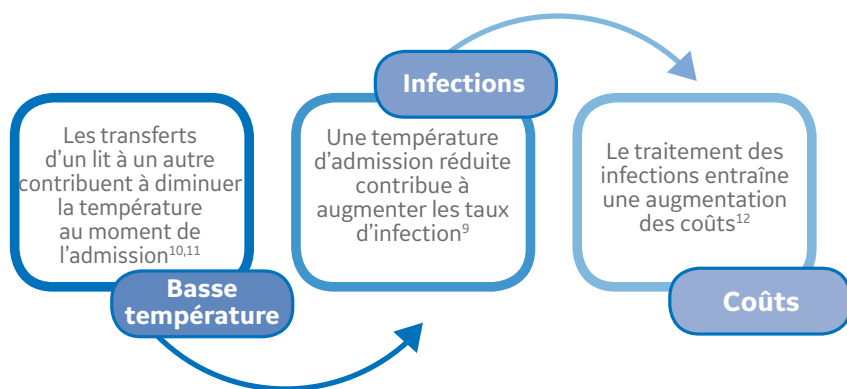 Les transferts
d'un lit à un autre
contribuent à diminuer
la température
au moment de
l'admission10,11
Basse
température
Infections
Une température
d'admission réduite
contribue à
augmenter les taux
d'infection9
Le traitement des
infections entraîne
une augmentation
des coûts12
Coûts